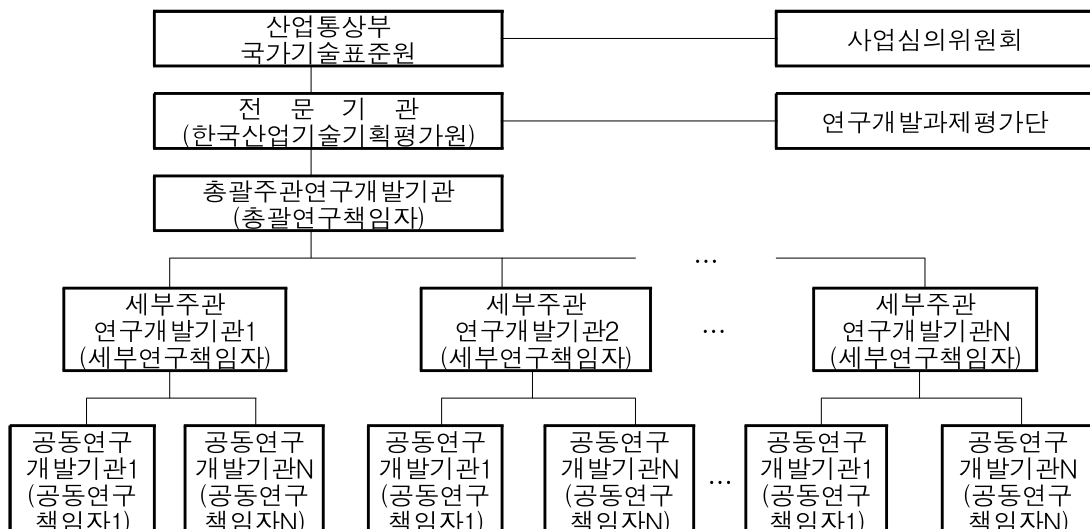 산업통상부
국가기술표준원
사업심의위원회
전 문 기 관
(한국산업기술기획평가원)
연구개발과제평가단
총괄주관연구개발기관
(총괄연구책임자)
...
세부주관
연구개발기관1
(세부연구책임자)
세부주관
연구개발기관2
(세부연구책임자)
...
세부주관
연구개발기관N
(세부연구책임자)
공동연구
개발기관1
(공동연구
책임자1)
공동연구
개발기관N
(공동연구
책임자N)
공동연구
개발기관1
(공동연구
책임자1)
공동연구
개발기관N
(공동연구
책임자N)
...
공동연구
개발기관1
(공동연구
책임자1)
공동연구
개발기관N
(공동연구
책임자N)